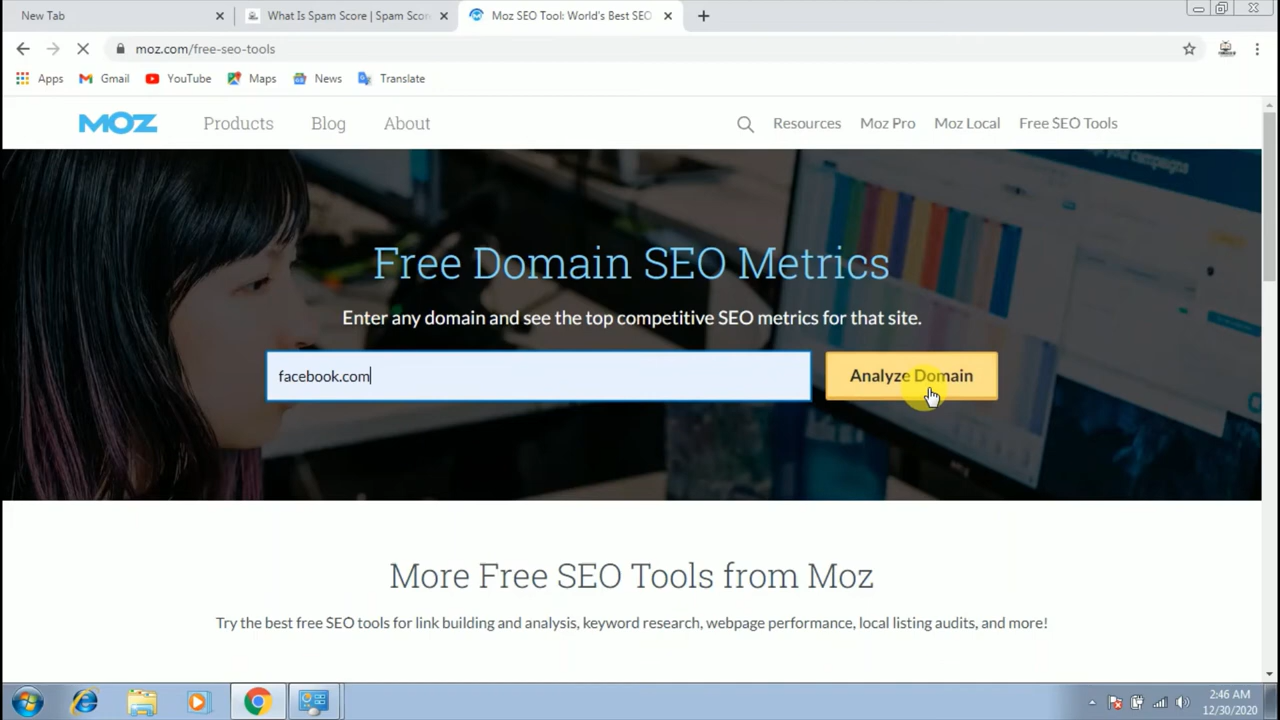 New Tab
What Is Spam Score | Spam Scor
Moz SEO Tool: World's Best SEO
moz.com/free-seo-tools
Apps
Gmail
YouTube
Maps
News
Translate
MOZ
Products
Blog
About
Resources
Moz Pro
Moz Local
Free SEO Tools
Free Domain SEO Metrics
Enter any domain and see the top competitive SEO metrics for that site.
facebook.com
Analyze Domain
More Free SEO Tools from Moz
Try the best free SEO tools for link building and analysis, keyword research, webpage performance, local listing audits, and more!
2:46 AM
12/30/2020